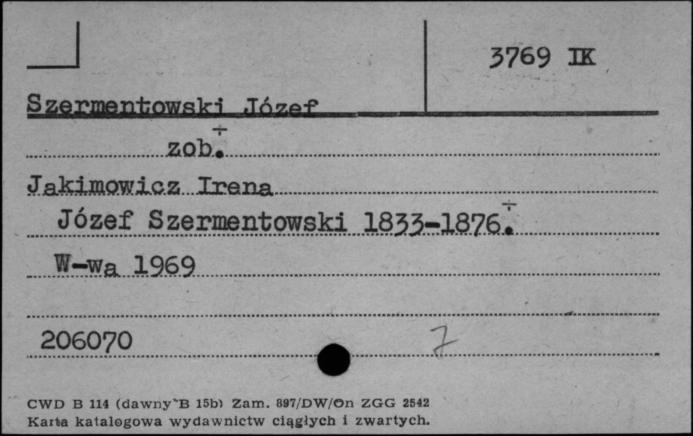 3769 IK
Szermentowski Józef
zob.
Jakimowicz Irena
Józef Szermentowski 1833-1876.
W-wa 1969
206070
7
CWD B 114 (dawny B 15b) Zam. 897/DW/On ZGG 2542
Karta katalogowa wydawnictw ciągłych i zwartych.